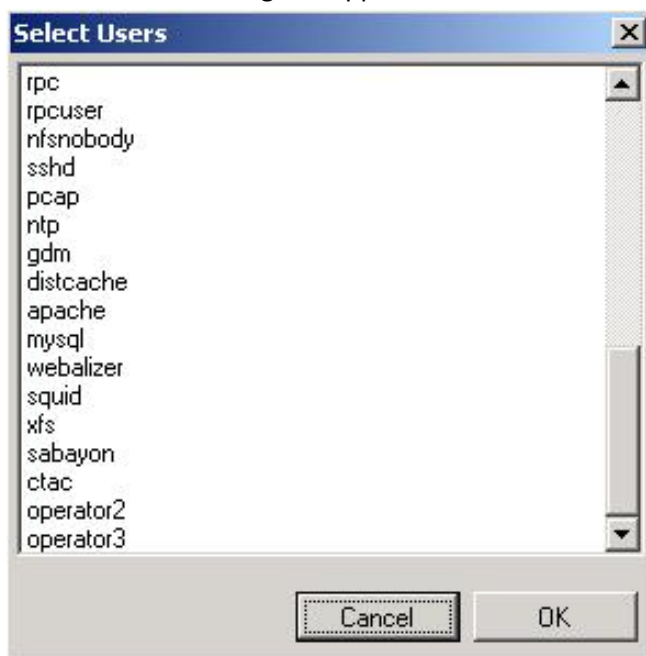 Select Users
rpc
rpcuser
nfsnobody
sshd
pcap
ntp
gdm
distcache
apache
mysql
webalizer
squid
xfs
sabayon
ctac
operator2
operator3
Cancel OK